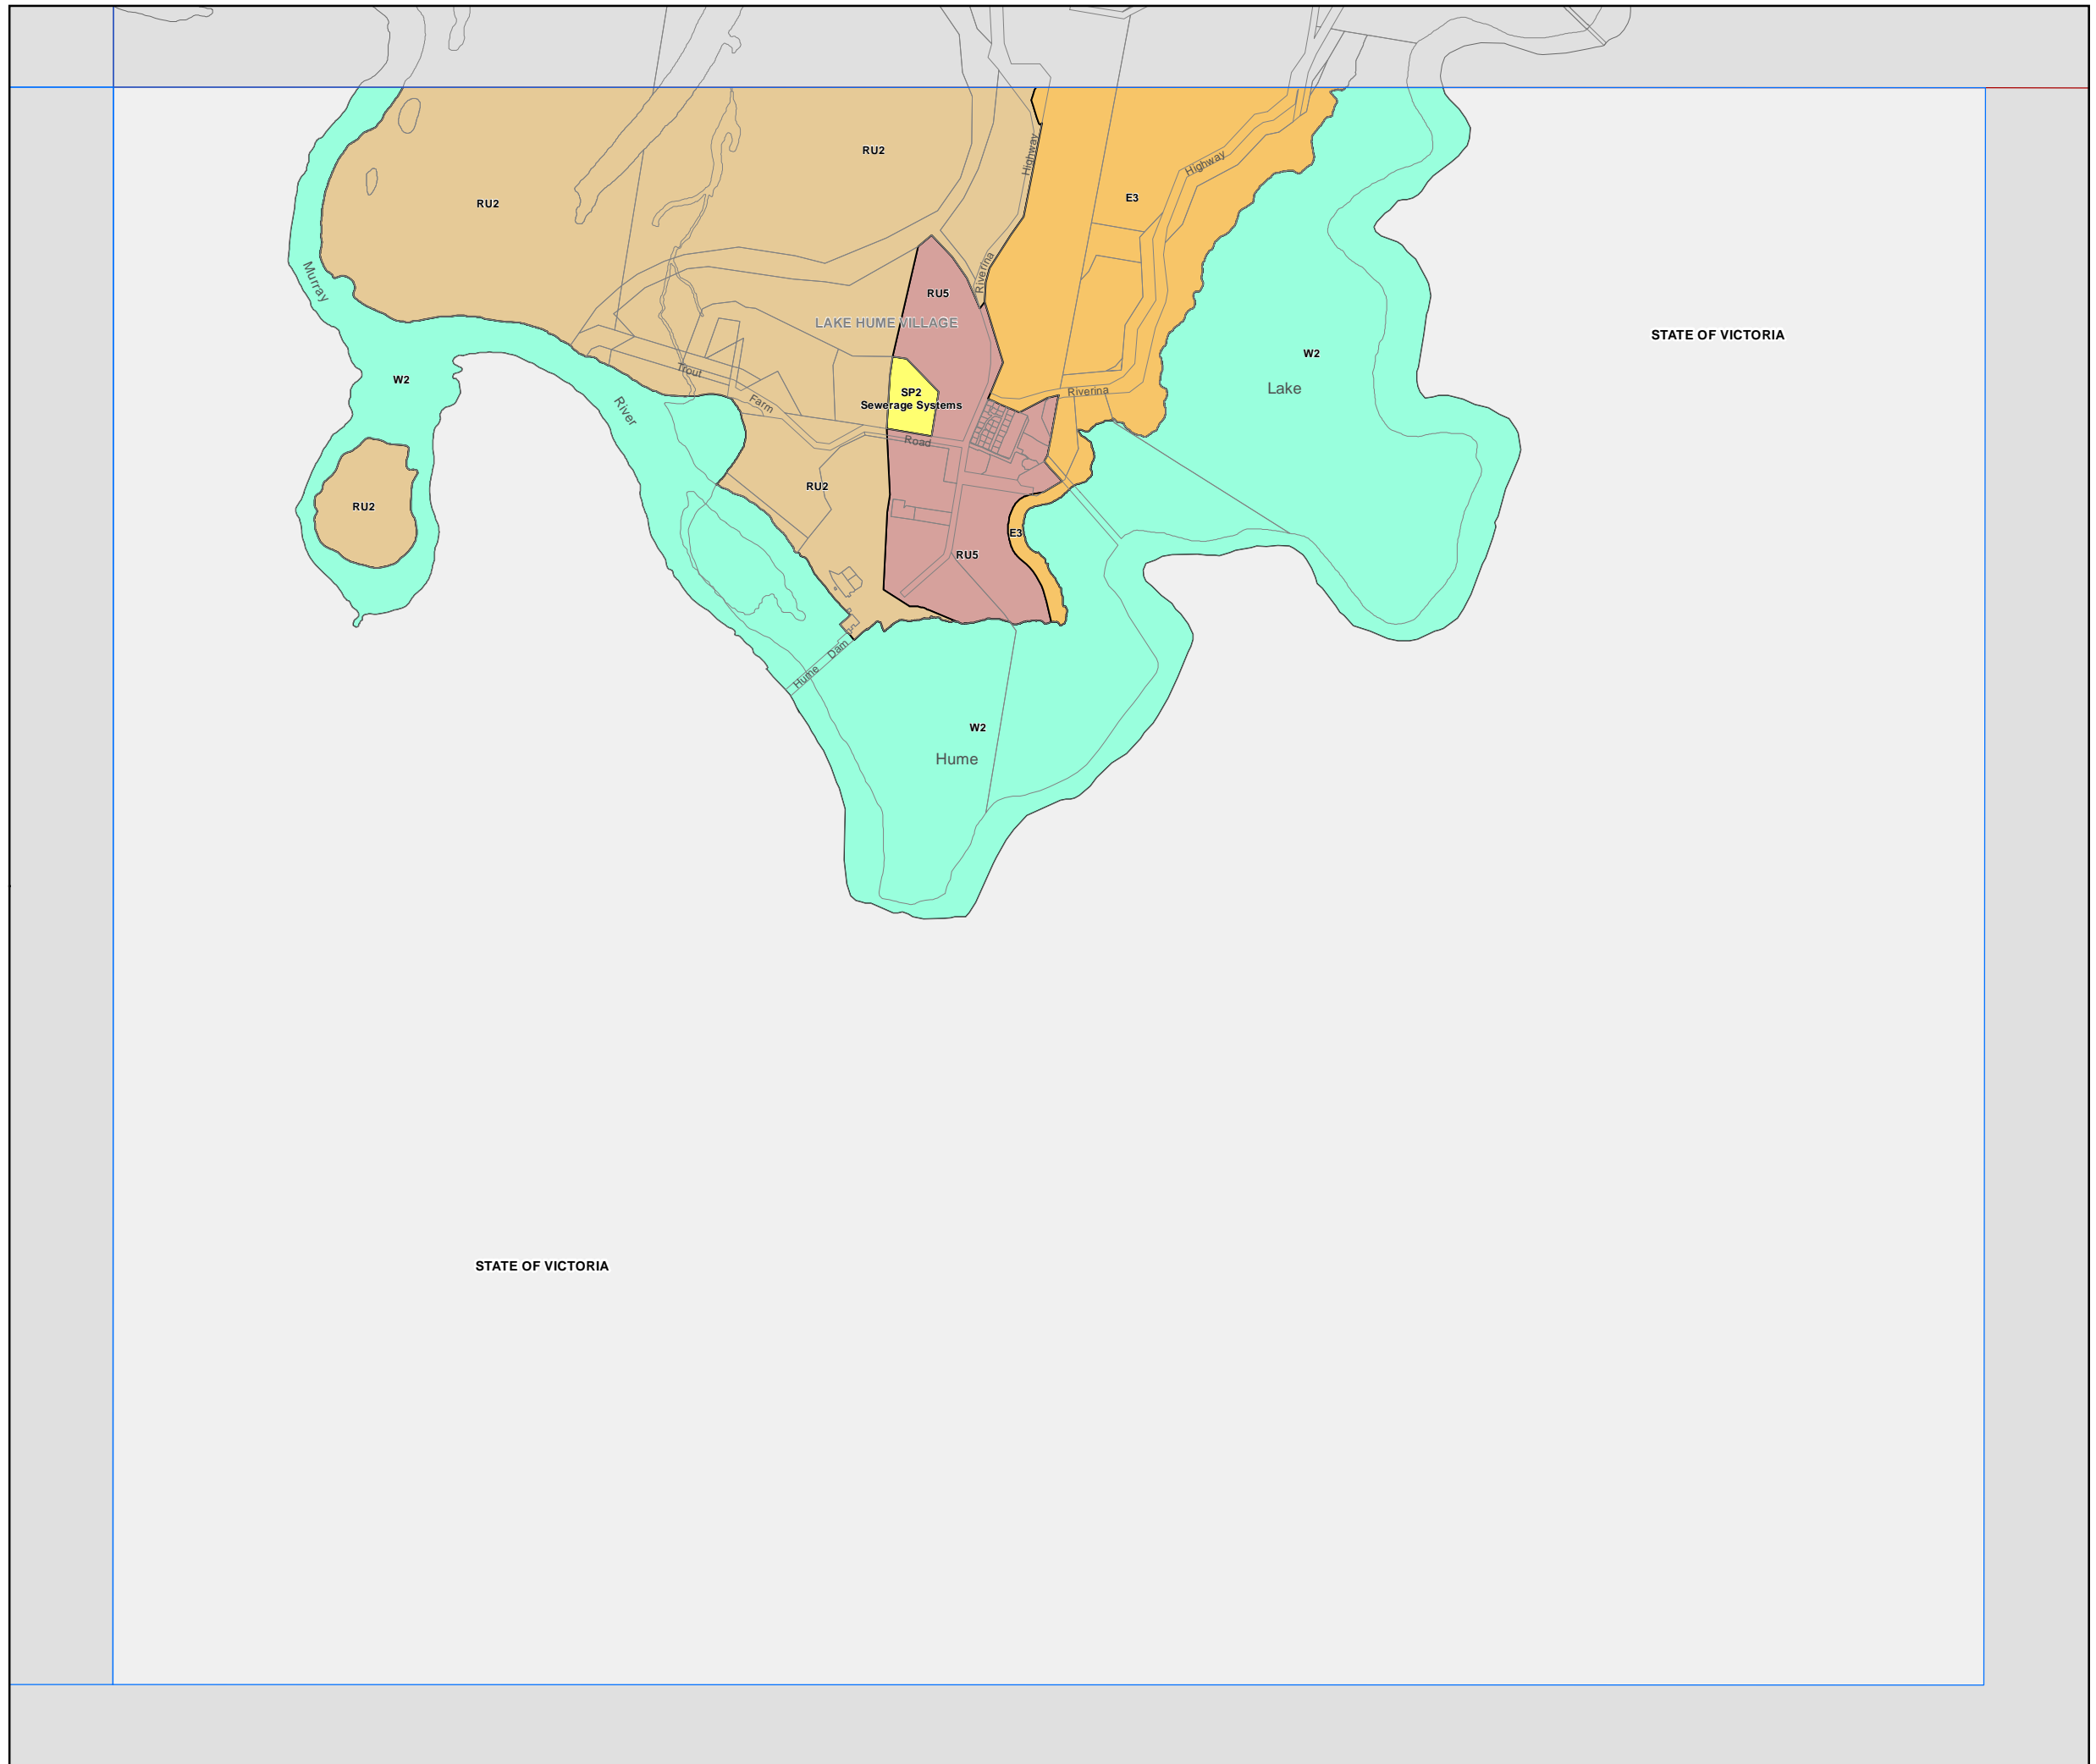 RU2
Highway
Highway
RU2
E3
Murray
Riverina
RU5
LAKE HUME VILLAGE
STATE OF VICTORIA
W2
Lake
Trout
W2
Riverina
SP2
Sewerage Systems
Farm
River
Road
RU2
RU2
E3
RU5
Dam
Hume
W2
Hume
STATE OF VICTORIA